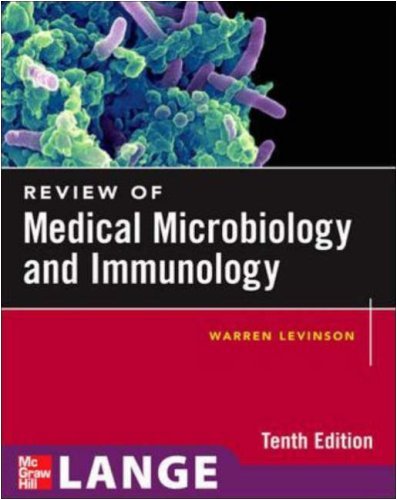 REVIEW OF
Medical Microbiology
and Immunology
WARREN LEVINSON
Tenth Edition
Mc
Graw
Hill
LANGE